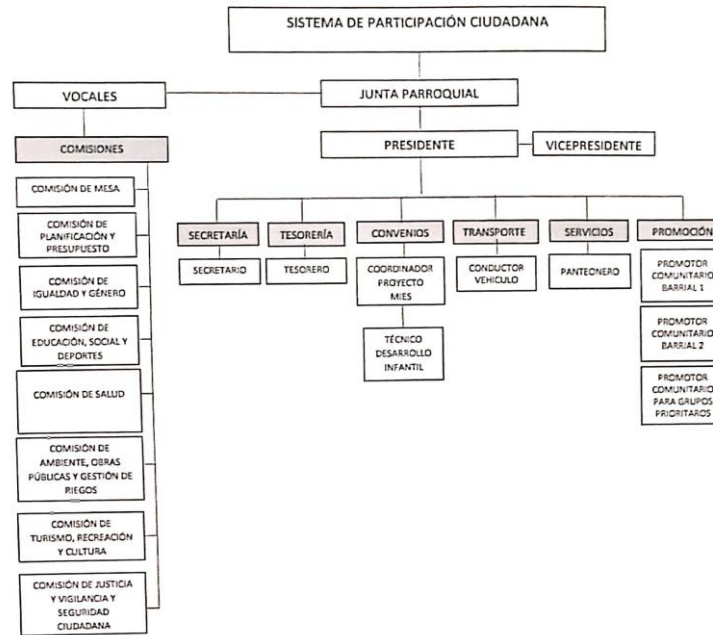 SISTEMA DE PARTICIPACIÓN CIUDADANA
VOCALES
JUNTA PARROQUIAL
COMISIONES
PRESIDENTE
VICEPRESIDENTE
COMISIÓN DE MESA
COMISIÓN DE
PLANIFICACIÓN Y
PRESUPUESTO
COMISIÓN DE
IGUALDAD Y GÉNERO
COMISIÓN DE
EDUCACIÓN, SOCIAL Y
DEPORTES
COMISIÓN DE SALUD
COMISIÓN DE
AMBIENTE, OBRAS
PÚBLICAS Y GESTIÓN DE
RIEGOS
COMISIÓN DE
TURISMO, RECREACIÓN
Y CULTURA
COMISIÓN DE JUSTICIA
Y VIGILANCIA Y
SEGURIDAD
CIUDADANA
SECRETARÍA
SECRETARIO
TESORERÍA
TESORERO
CONVENIOS
COORDINADOR
PROYECTO
MIES
TÉCNICO
DESARROLLO
INFANTIL
TRANSPORTE
CONDUCTOR
VEHICULO
SERVICIOS
PANTEONERO
PROMOCIÓN
PROMOTOR
COMUNITARIO
BARRIAL 1
PROMOTOR
COMUNITARIO
BARRIAL 2
PROMOTOR
COMUNITARIO
PARA GRUPOS
PRIORITAROS